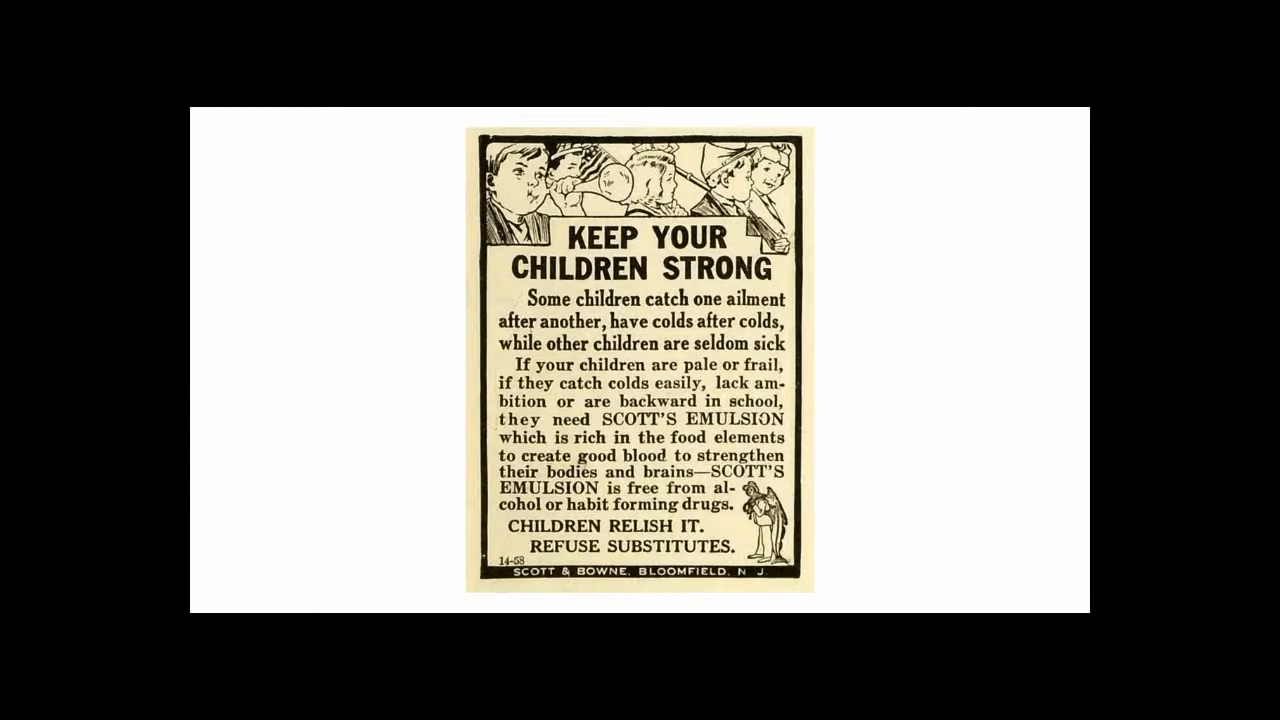 KEEP YOUR
CHILDREN STRONG
Some children catch one ailment
after another, have colds after colds,
while other children are seldom sick
If your children are pale or frail,
if they catch colds easily, lack am-
bition or are backward in school,
they need SCOTT'S EMULSION
which is rich in the food elements
to create good blood to strengthen
their bodies and brains—SCOTT'S
EMULSION is free from al-
cohol or habit forming drugs.
CHILDREN RELISH IT.
REFUSE SUBSTITUTES.
14-58
SCOTT & BOWNE, BLOOMFIELD, N. J.